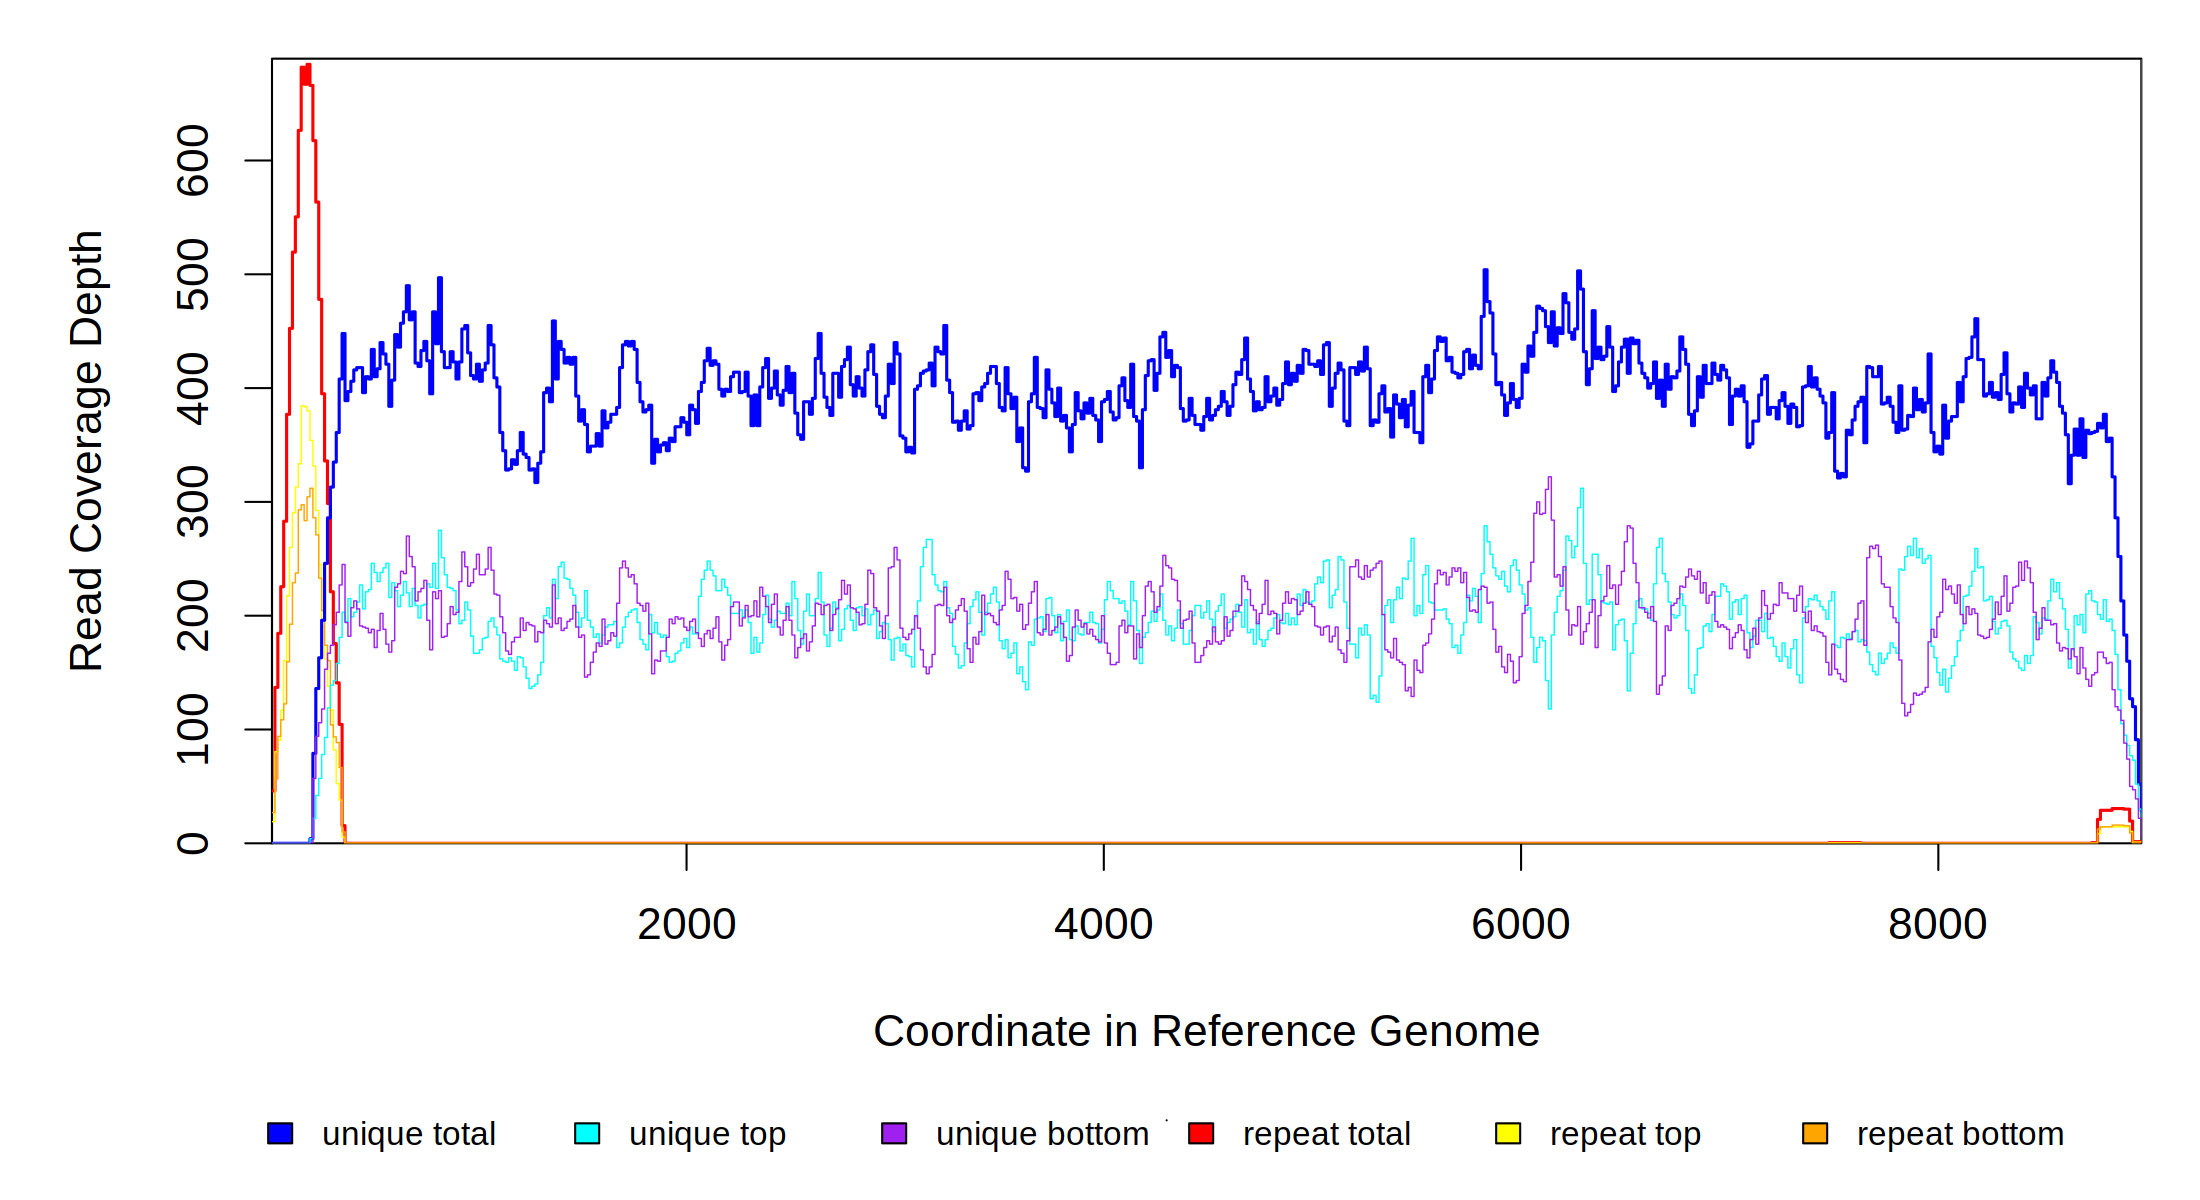 Read Coverage Depth
600
500
400
300
200
100
0
2000 4000 6000 8000
Coordinate in Reference Genome
unique total unique top unique bottom repeat total repeat top repeat bottom